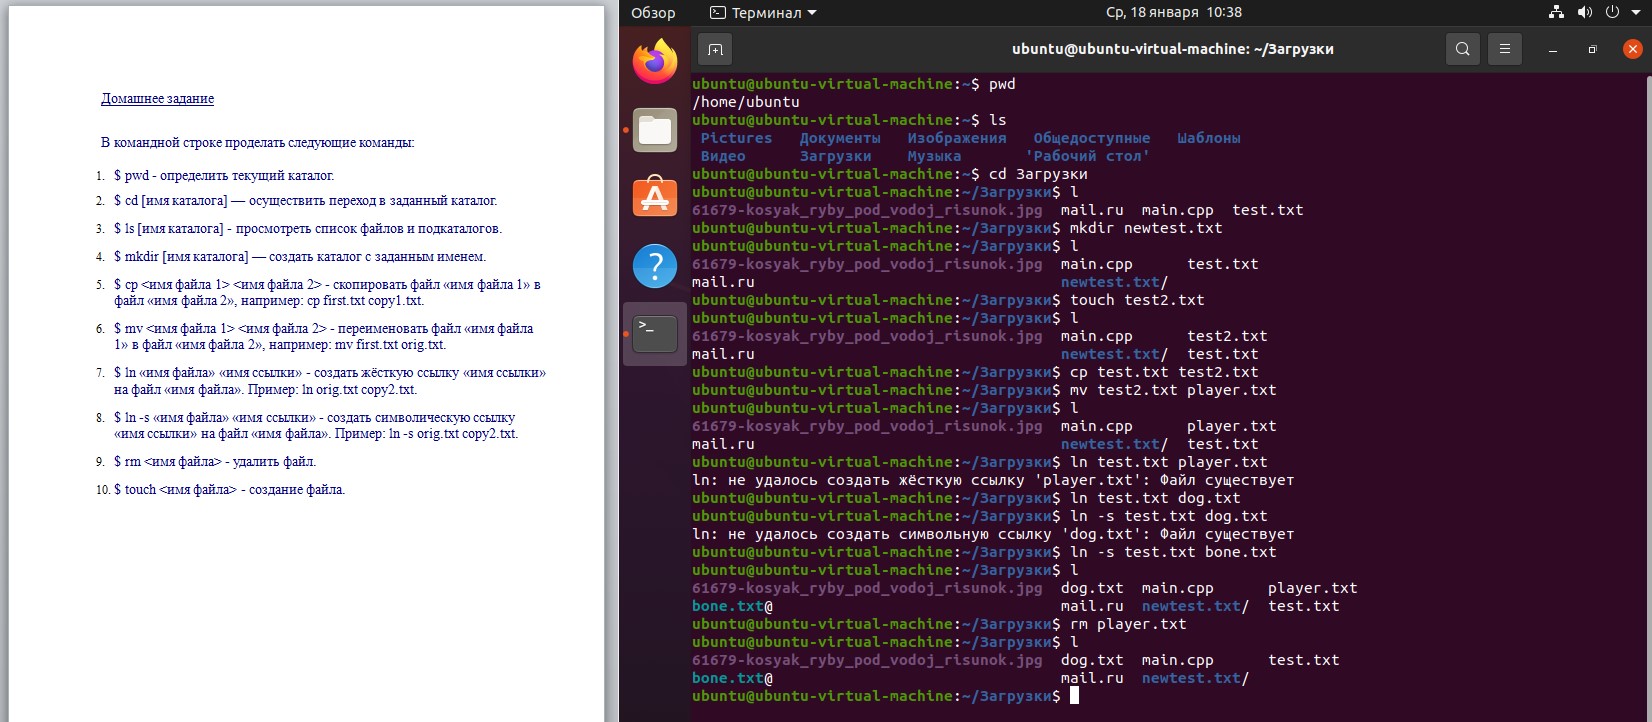 Домашнее задание
В командной строке проделать следующие команды:
1. $ pwd - определить текущий каталог.
2. $ cd [имя каталога] — осуществить переход в заданный каталог.
3. $ ls [имя каталога] - просмотреть список файлов и подкаталогов.
4. $ mkdir [имя каталога] — создать каталог с заданным именем.
5. $ cp <имя файла 1> <имя файла 2> - скопировать файл «имя файла 1» в
файл «имя файла 2», например: cp first.txt copy1.txt.
6. $ mv <имя файла 1> <имя файла 2> - переименовать файл «имя файла
1» в файл «имя файла 2», например: mv first.txt orig.txt.
7. $ ln «имя файла» «имя ссылки» - создать жёсткую ссылку «имя ссылки»
на файл «имя файла». Пример: ln orig.txt copy2.txt.
8. $ ln -s «имя файла» «имя ссылки» - создать символическую ссылку
«имя ссылки» на файл «имя файла». Пример: ln -s orig.txt copy2.txt.
9. $ rm <имя файла> - удалить файл.
10. $ touch <имя файла> - создание файла.
Обзор Терминал Ср, 18 января 10:38
ubuntu@ubuntu-virtual-machine: ~/Загрузки
ubuntu@ubuntu-virtual-machine:~$ pwd
/home/ubuntu
ubuntu@ubuntu-virtual-machine:~$ ls
Pictures Документы Изображения Общедоступные Шаблоны
Видео Загрузки Музыка 'Рабочий стол'
ubuntu@ubuntu-virtual-machine:~$ cd Загрузки
ubuntu@ubuntu-virtual-machine:~/Загрузки$ l
61679-kosyak_ryby_pod_vodoj_risunok.jpg mail.ru main.cpp test.txt
ubuntu@ubuntu-virtual-machine:~/Загрузки$ mkdir newtest.txt
ubuntu@ubuntu-virtual-machine:~/Загрузки$ l
61679-kosyak_ryby_pod_vodoj_risunok.jpg main.cpp test.txt
mail.ru newtest.txt/
ubuntu@ubuntu-virtual-machine:~/Загрузки$ touch test2.txt
ubuntu@ubuntu-virtual-machine:~/Загрузки$ l
61679-kosyak_ryby_pod_vodoj_risunok.jpg main.cpp test2.txt
mail.ru newtest.txt/ test.txt
ubuntu@ubuntu-virtual-machine:~/Загрузки$ cp test.txt test2.txt
ubuntu@ubuntu-virtual-machine:~/Загрузки$ mv test2.txt player.txt
ubuntu@ubuntu-virtual-machine:~/Загрузки$ l
61679-kosyak_ryby_pod_vodoj_risunok.jpg main.cpp player.txt
mail.ru newtest.txt/ test.txt
ubuntu@ubuntu-virtual-machine:~/Загрузки$ ln test.txt player.txt
ln: не удалось создать жёсткую ссылку 'player.txt': Файл существует
ubuntu@ubuntu-virtual-machine:~/Загрузки$ ln test.txt dog.txt
ubuntu@ubuntu-virtual-machine:~/Загрузки$ ln -s test.txt dog.txt
ln: не удалось создать символьную ссылку 'dog.txt': Файл существует
ubuntu@ubuntu-virtual-machine:~/Загрузки$ ln -s test.txt bone.txt
ubuntu@ubuntu-virtual-machine:~/Загрузки$ l
61679-kosyak_ryby_pod_vodoj_risunok.jpg dog.txt main.cpp player.txt
bone.txt@ mail.ru newtest.txt/ test.txt
ubuntu@ubuntu-virtual-machine:~/Загрузки$ rm player.txt
ubuntu@ubuntu-virtual-machine:~/Загрузки$ l
61679-kosyak_ryby_pod_vodoj_risunok.jpg dog.txt main.cpp test.txt
bone.txt@ mail.ru newtest.txt/
ubuntu@ubuntu-virtual-machine:~/Загрузки$